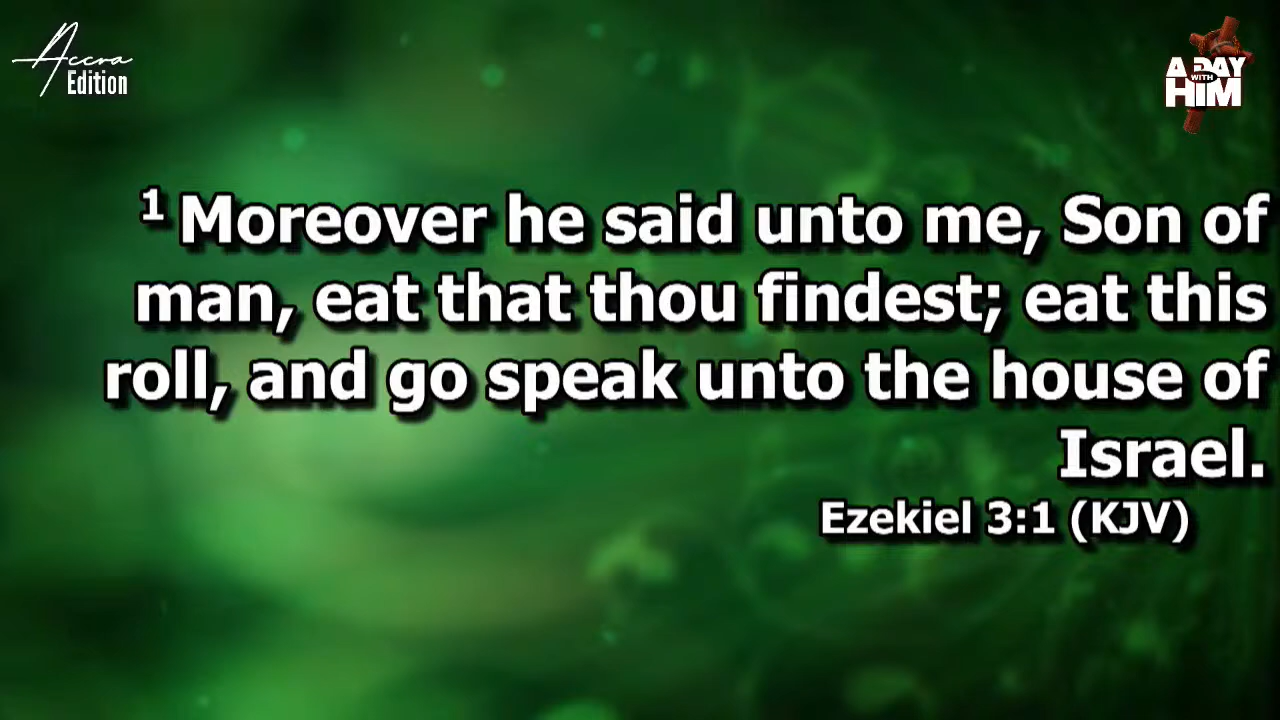 Accra
Edition
A DAY
WITH
HIM
1 Moreover he said unto me, Son of
man, eat that thou findest; eat this
roll, and go speak unto the house of
Israel.
Ezekiel 3:1 (KJV)